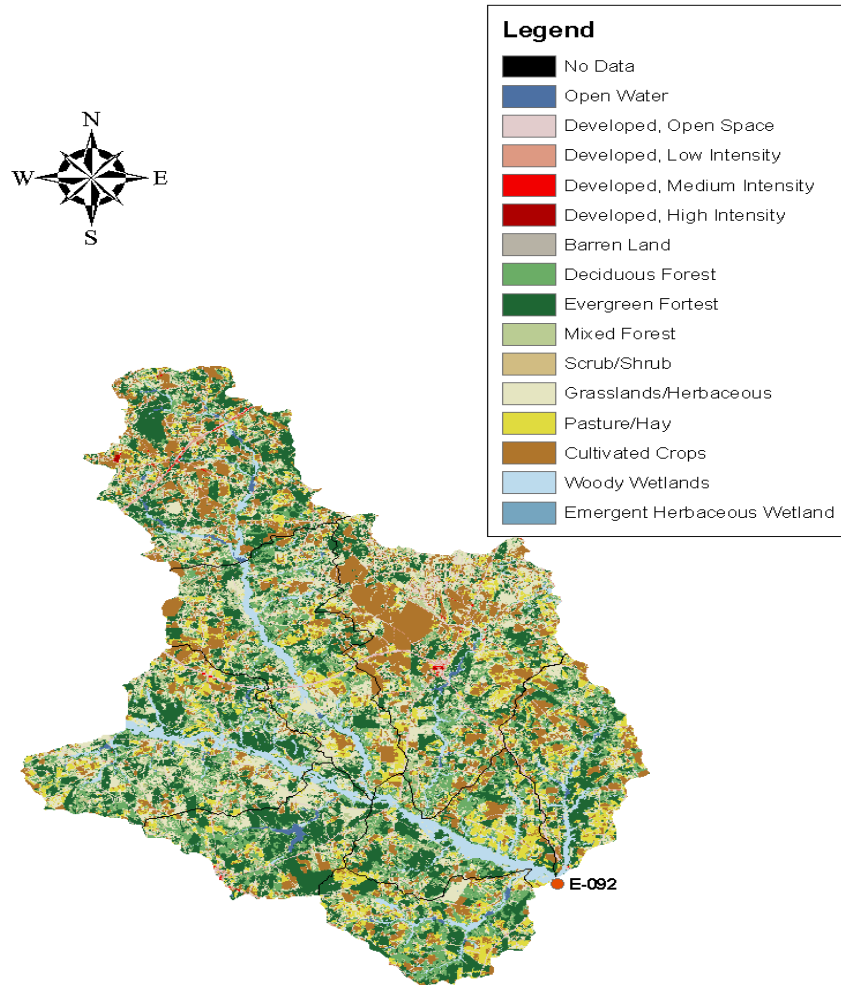 Legend
No Data
Open Water
Developed, Open Space
Developed, Low Intensity
Developed, Medium Intensity
Developed, High Intensity
Barren Land
Deciduous Forest
Evergreen Fortest
Mixed Forest
Scrub/Shrub
Grasslands/Herbaceous
Pasture/Hay
Cultivated Crops
Woody Wetlands
Emergent Herbaceous Wetland
N
W
E
S
E-092